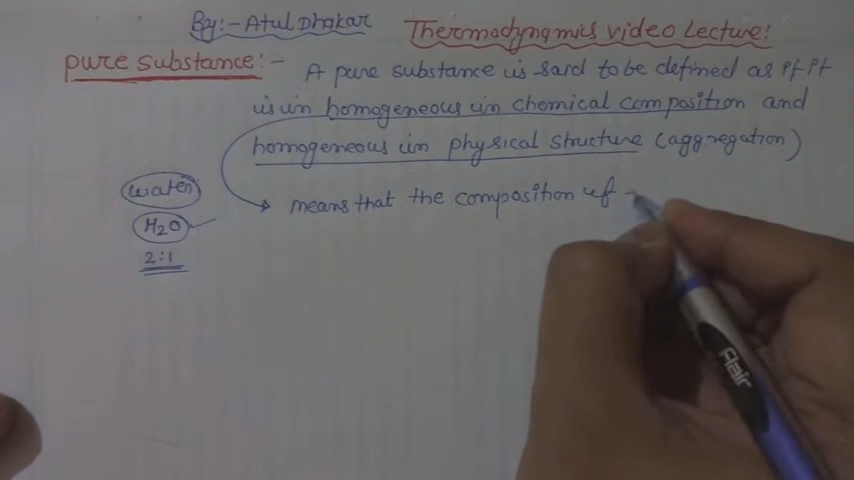 By:- Atul Dhakar
Thermodynamics video Lecture:
pure substance:- A pure substance is said to be defined as if it
is in homogeneous in chemical composition and
homogeneous in physical structure (aggregation)
means that the composition of
water
H2O
2:1
Flair